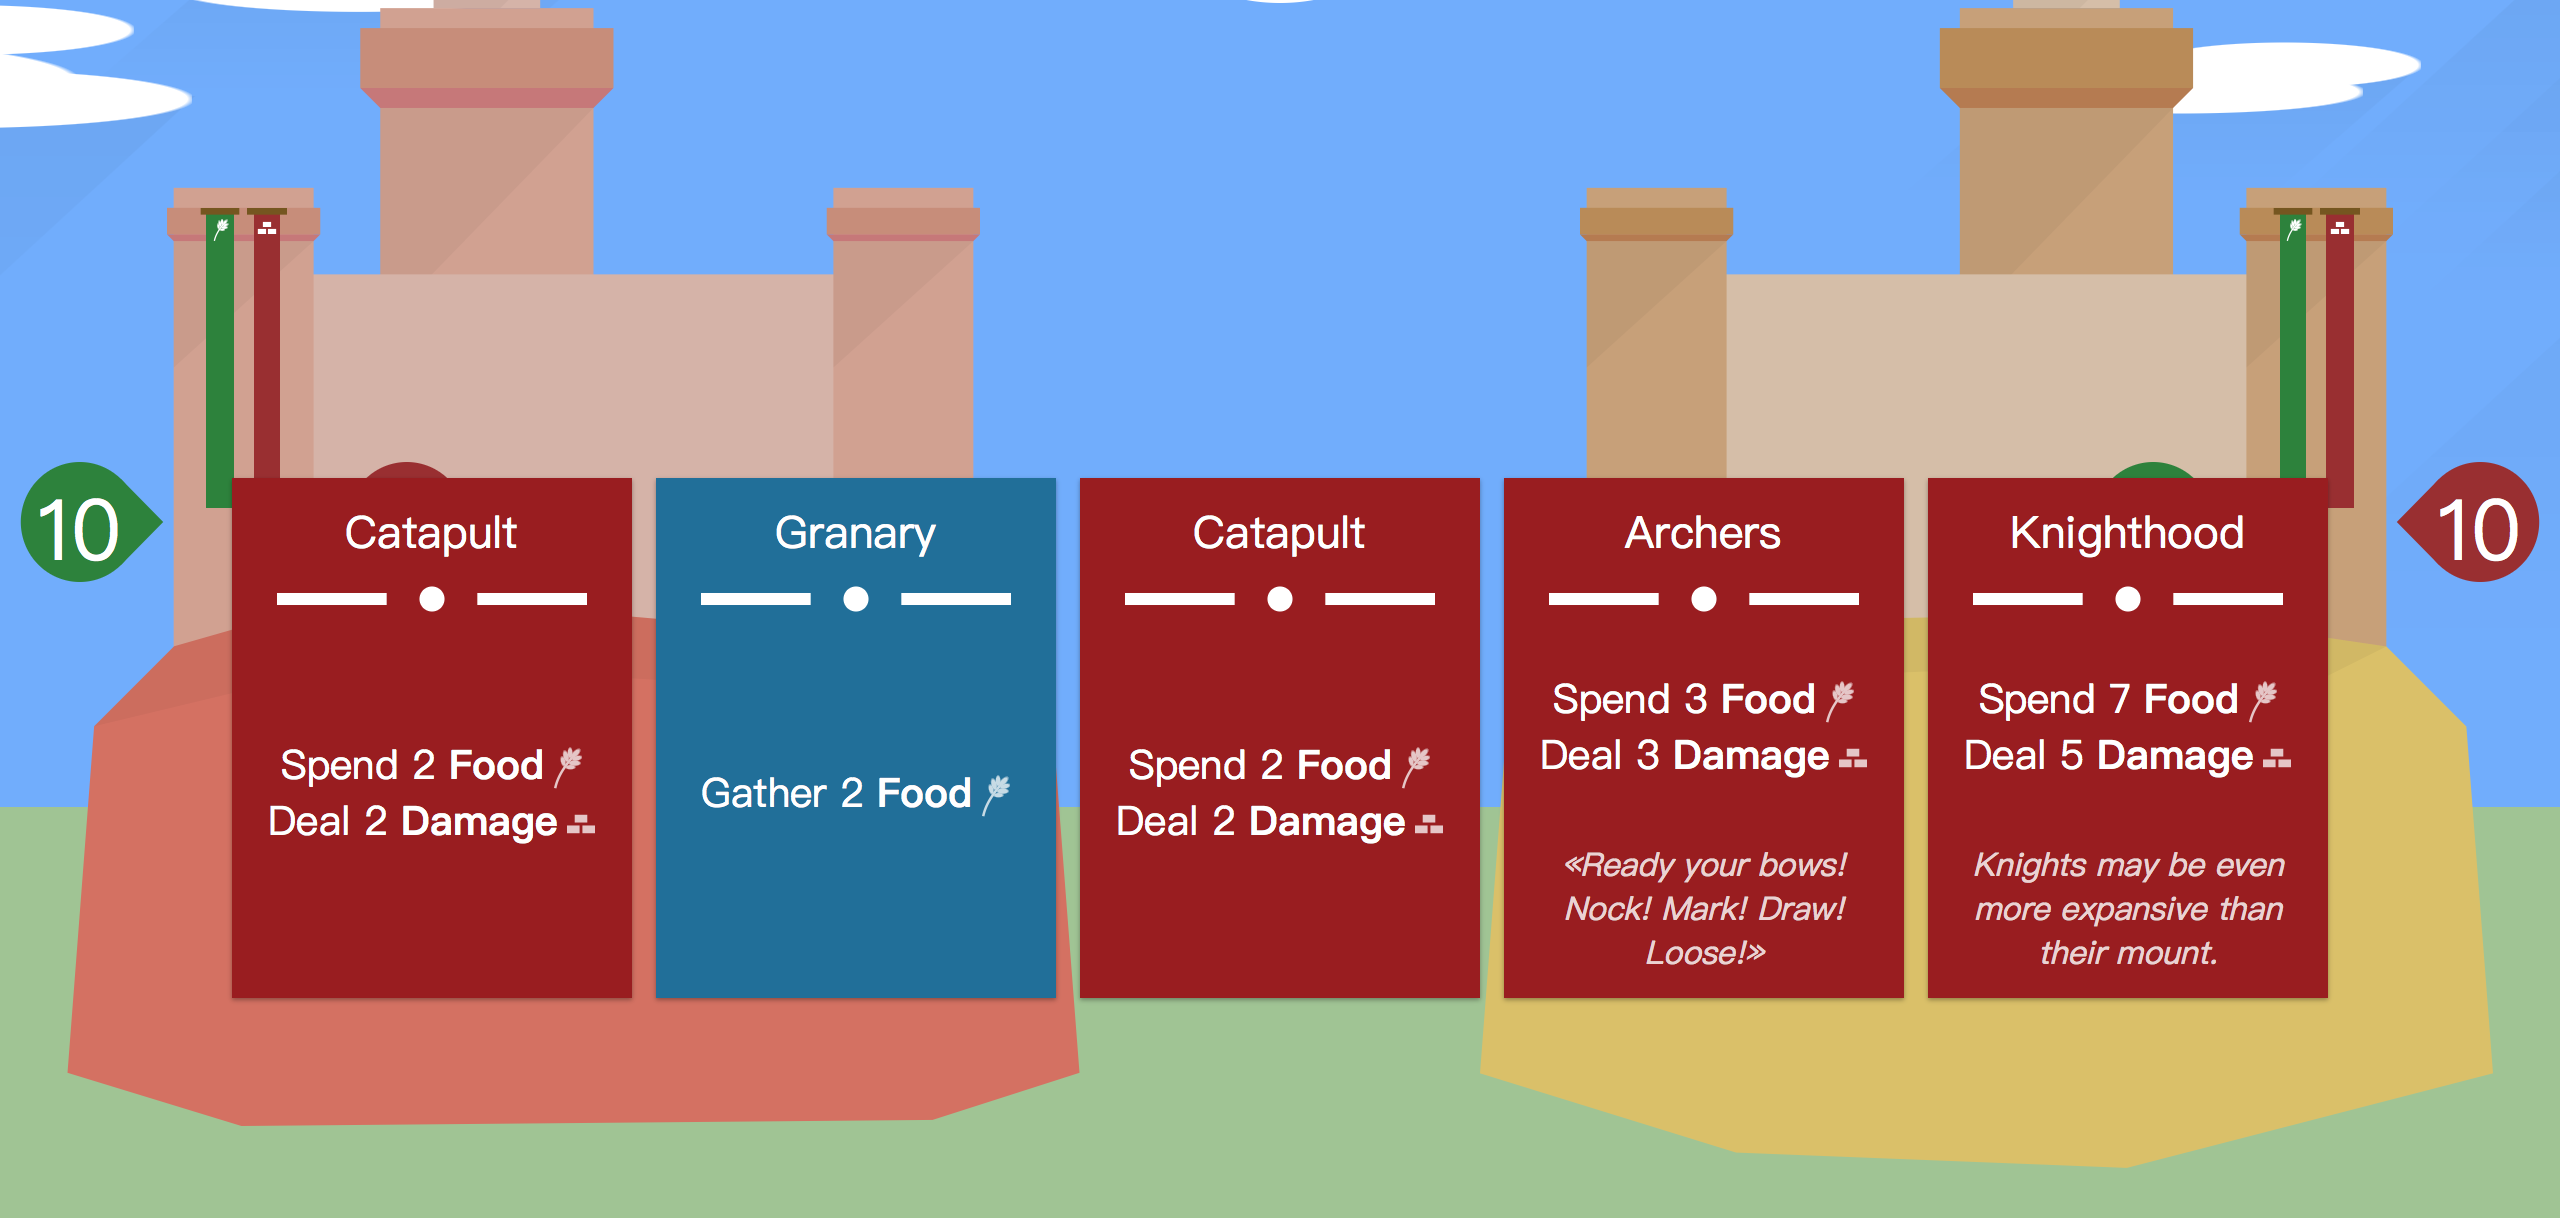 10
Catapult
Spend 2 Food
Deal 2 Damage
Granary
Gather 2 Food
Catapult
Spend 2 Food
Deal 2 Damage
Archers
Spend 3 Food
Deal 3 Damage
«Ready your bows!
Nock! Mark! Draw!
Loose!»
Knighthood
Spend 7 Food
Deal 5 Damage
Knights may be even
more expansive than
their mount.
10